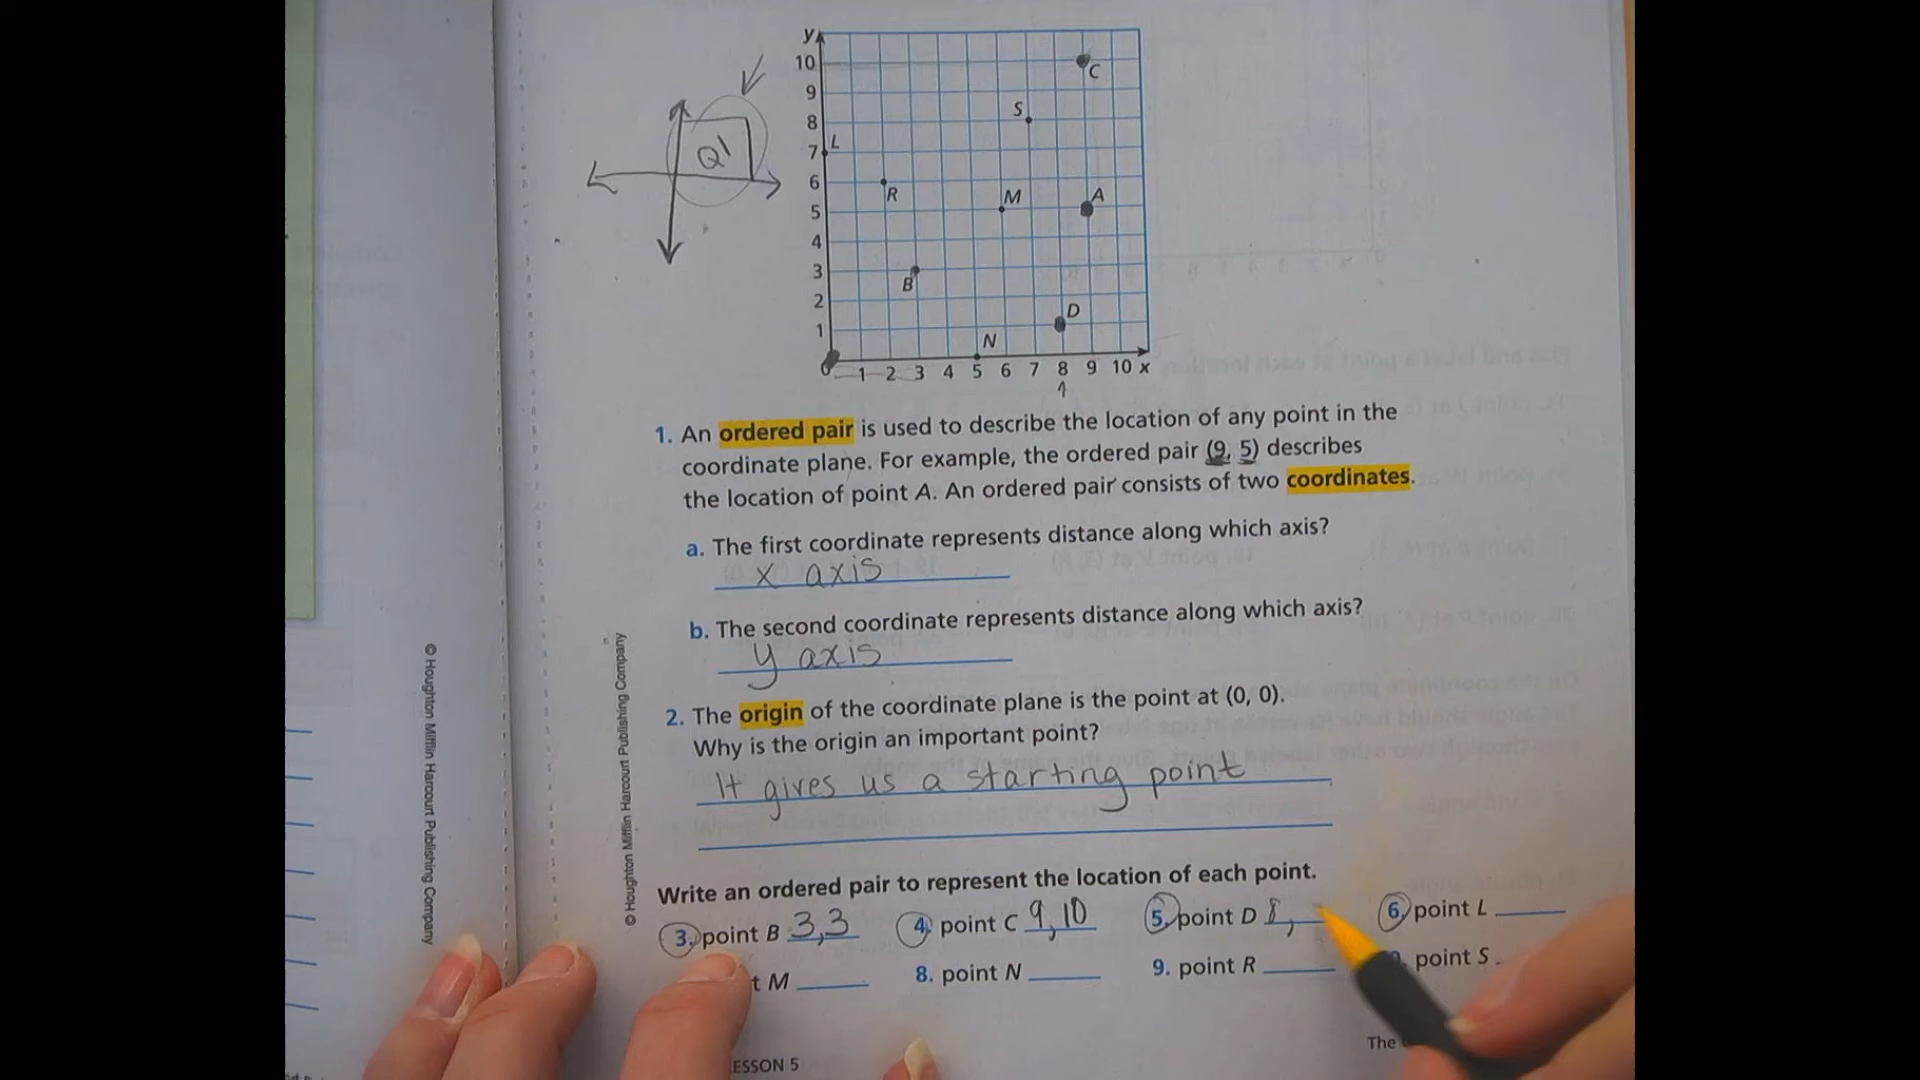 y
10
C
9
S
8
7 L
Q1
6
R
M
A
5
4
3
B
2
D
1
N
0 1 2 3 4 5 6 7 8 9 10 x
1. An ordered pair is used to describe the location of any point in the
coordinate plane. For example, the ordered pair (9, 5) describes
the location of point A. An ordered pair consists of two coordinates.
a. The first coordinate represents distance along which axis?
x axis
b. The second coordinate represents distance along which axis?
y axis
2. The origin of the coordinate plane is the point at (0, 0).
Why is the origin an important point?
It gives us a starting point
Write an ordered pair to represent the location of each point.
3. point B 3,3 4. point C 9,10 5. point D 8, 6. point L
t M 8. point N 9. point R point S
The
ESSON 5
© Houghton Mifflin Harcourt Publishing Company
© Houghton Mifflin Harcourt Publishing Company